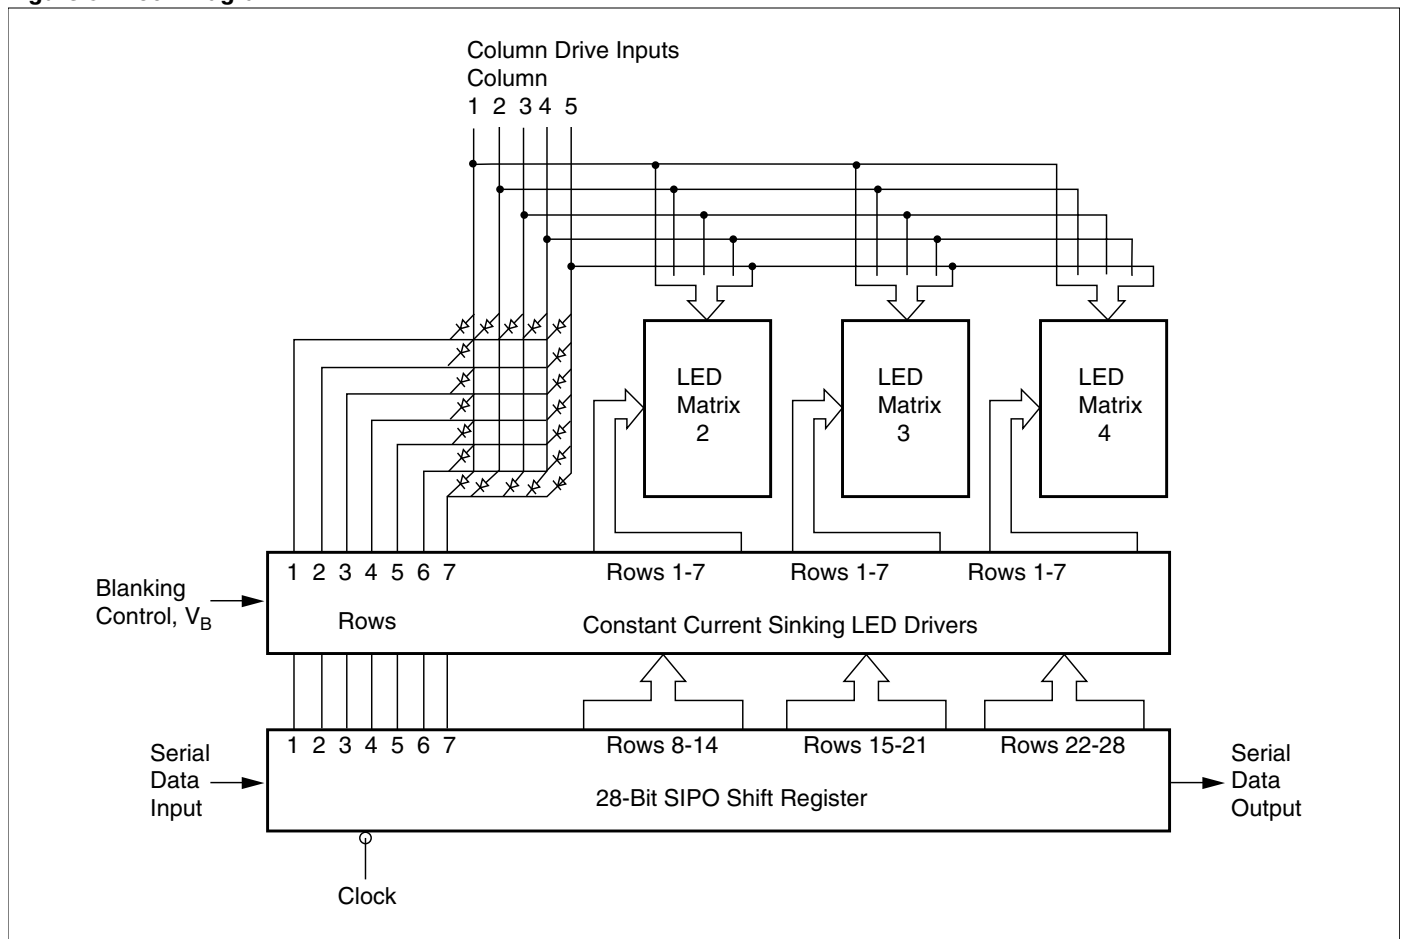 Column Drive Inputs
Column
1 2 3 4 5
LED
Matrix
2
LED
Matrix
3
LED
Matrix
4
1 2 3 4 5 6 7
Rows 1-7
Rows 1-7
Rows 1-7
Blanking
Control, VB
Rows
Constant Current Sinking LED Drivers
1 2 3 4 5 6 7
Rows 8-14
Rows 15-21
Rows 22-28
Serial
Data
Input
28-Bit SIPO Shift Register
Serial
Data
Output
Clock